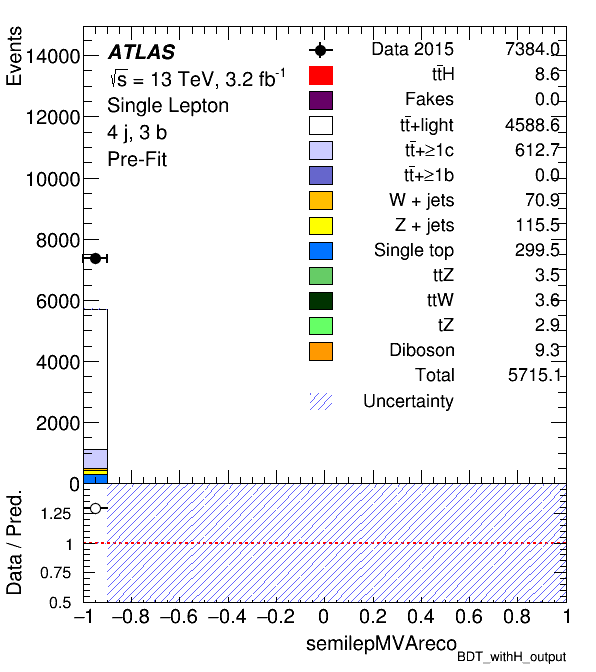 Events
14000
12000
10000
8000
6000
4000
2000
0
ATLAS
√s = 13 TeV, 3.2 fb⁻¹
Single Lepton
4 j, 3 b
Pre-Fit
Data 2015 7384.0
tt̄H 8.6
Fakes 0.0
tt̄+light 4588.6
tt̄+≥1c 612.7
tt̄+≥1b 0.0
W + jets 70.9
Z + jets 115.5
Single top 299.5
ttZ 3.5
ttW 3.6
tZ 2.9
Diboson 9.3
Total 5715.1
Uncertainty
Data / Pred.
1.25
1
0.75
0.5
−1 −0.8 −0.6 −0.4 −0.2 0 0.2 0.4 0.6 0.8 1
semilepMVAreco
BDT_withH_output